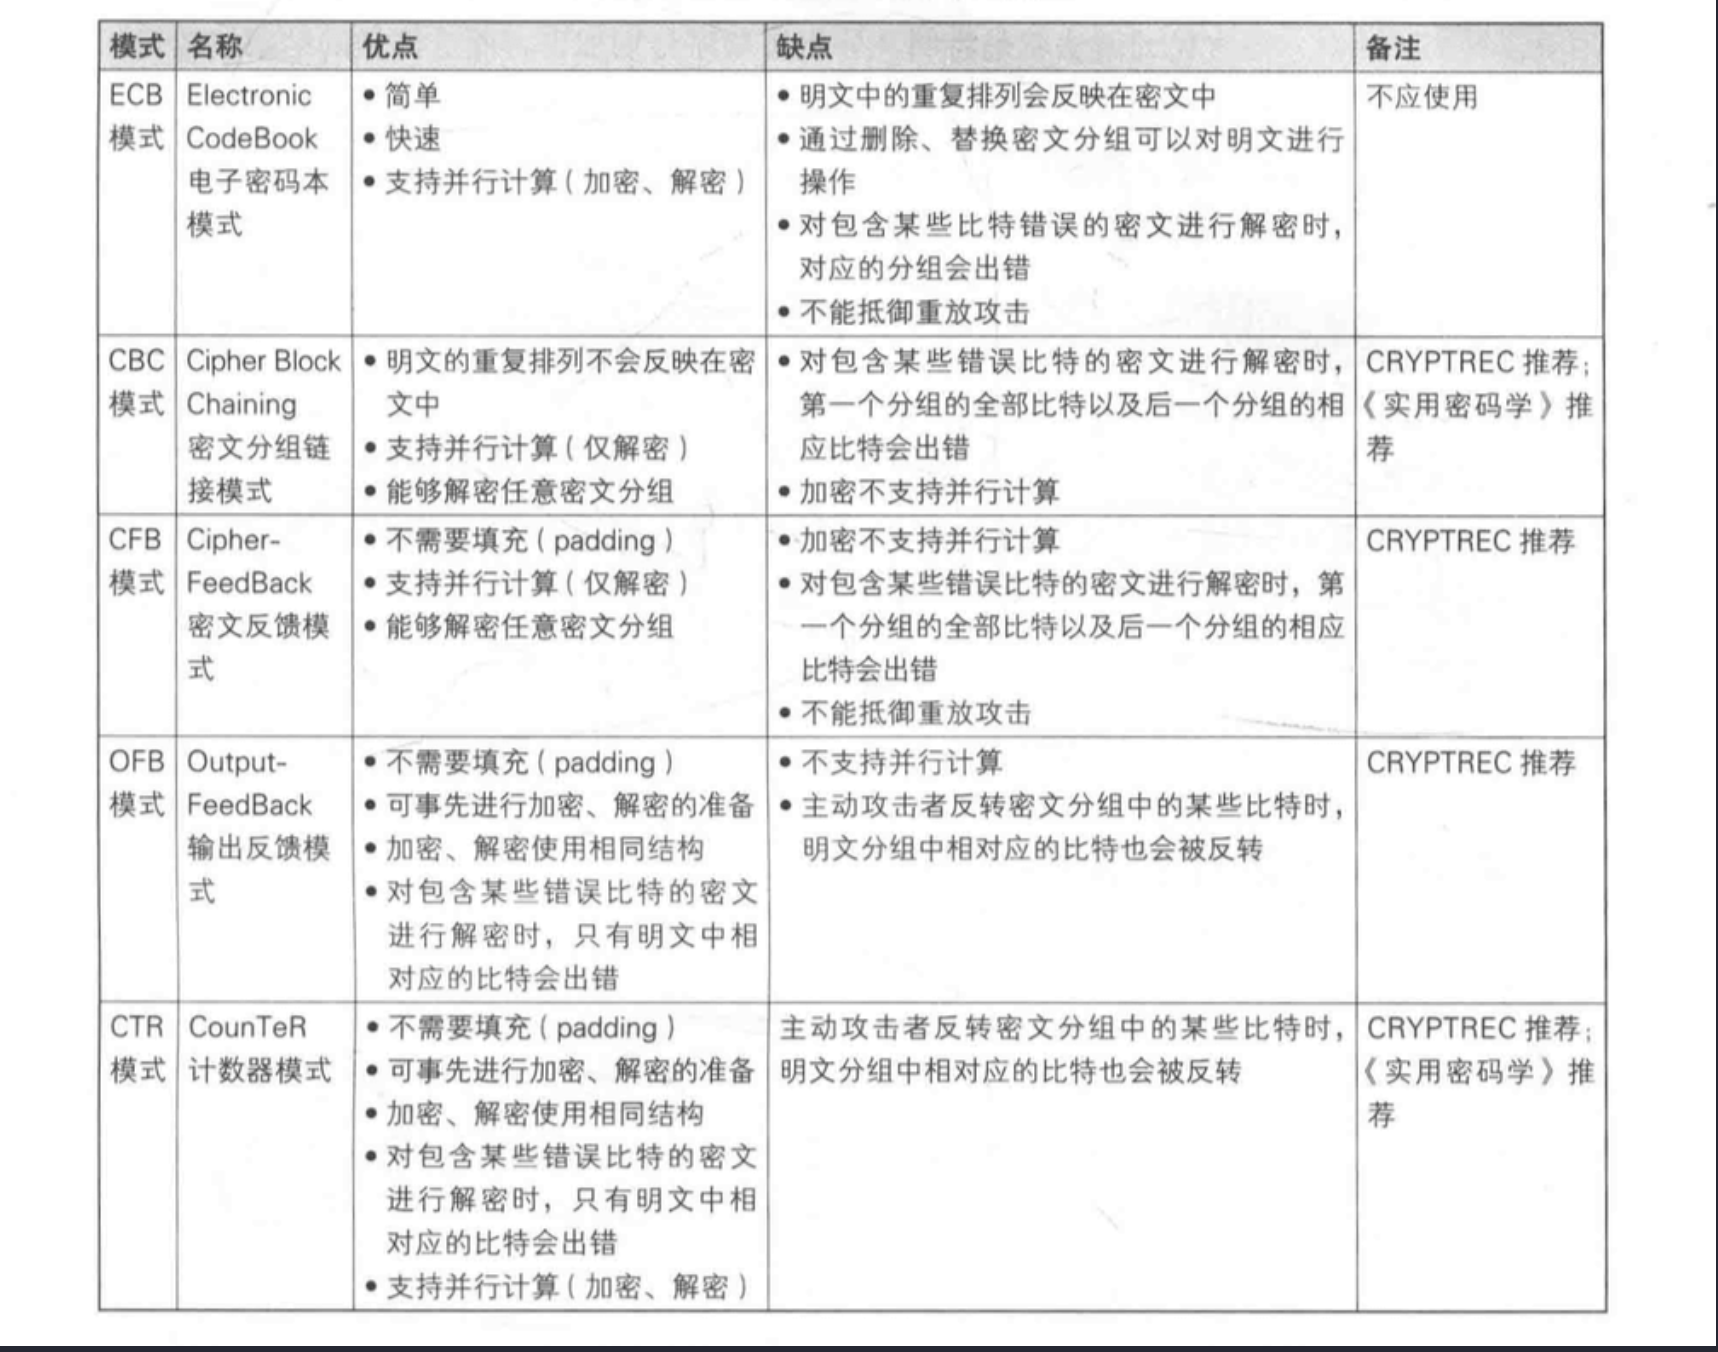 模式 名称 优点 缺点 备注
ECB
模式
Electronic
CodeBook
电子密码本
模式
• 简单
• 快速
• 支持并行计算（加密、解密）
• 明文中的重复排列会反映在密文中
• 通过删除、替换密文分组可以对明文进行
操作
• 对包含某些比特错误的密文进行解密时，
对应的分组会出错
• 不能抵御重放攻击
不应使用
CBC
模式
Cipher Block
Chaining
密文分组链
接模式
• 明文的重复排列不会反映在密
文中
• 支持并行计算（仅解密）
• 能够解密任意密文分组
• 对包含某些错误比特的密文进行解密时，
第一个分组的全部比特以及后一个分组的相
应比特会出错
• 加密不支持并行计算
CRYPTREC 推荐；
《实用密码学》推
荐
CFB
模式
Cipher-
FeedBack
密文反馈模
式
• 不需要填充（padding）
• 支持并行计算（仅解密）
• 能够解密任意密文分组
• 加密不支持并行计算
• 对包含某些错误比特的密文进行解密时，第
一个分组的全部比特以及后一个分组的相应
比特会出错
• 不能抵御重放攻击
CRYPTREC 推荐
OFB
模式
Output-
FeedBack
输出反馈模
式
• 不需要填充（padding）
• 可事先进行加密、解密的准备
• 加密、解密使用相同结构
• 对包含某些错误比特的密文
进行解密时，只有明文中相
对应的比特会出错
• 不支持并行计算
• 主动攻击者反转密文分组中的某些比特时，
明文分组中相对应的比特也会被反转
CRYPTREC 推荐
CTR
模式
CounTeR
计数器模式
• 不需要填充（padding）
• 可事先进行加密、解密的准备
• 加密、解密使用相同结构
• 对包含某些错误比特的密文
进行解密时，只有明文中相
对应的比特会出错
• 支持并行计算（加密、解密）
主动攻击者反转密文分组中的某些比特时，
明文分组中相对应的比特也会被反转
CRYPTREC 推荐；
《实用密码学》推
荐